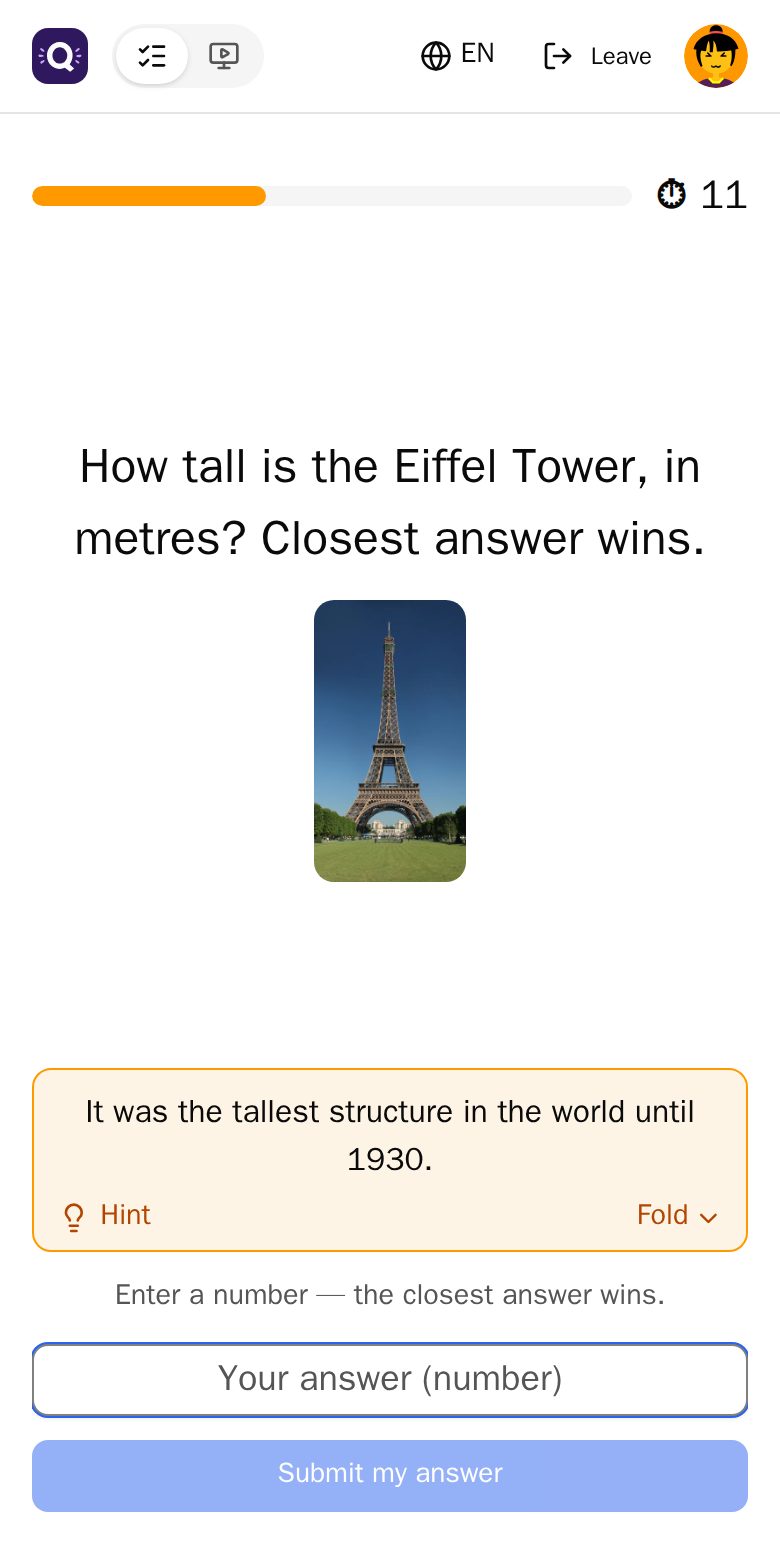 Q
EN
Leave
11
How tall is the Eiffel Tower, in
metres? Closest answer wins.
It was the tallest structure in the world until
1930.
Hint
Fold
Enter a number — the closest answer wins.
Your answer (number)
Submit my answer